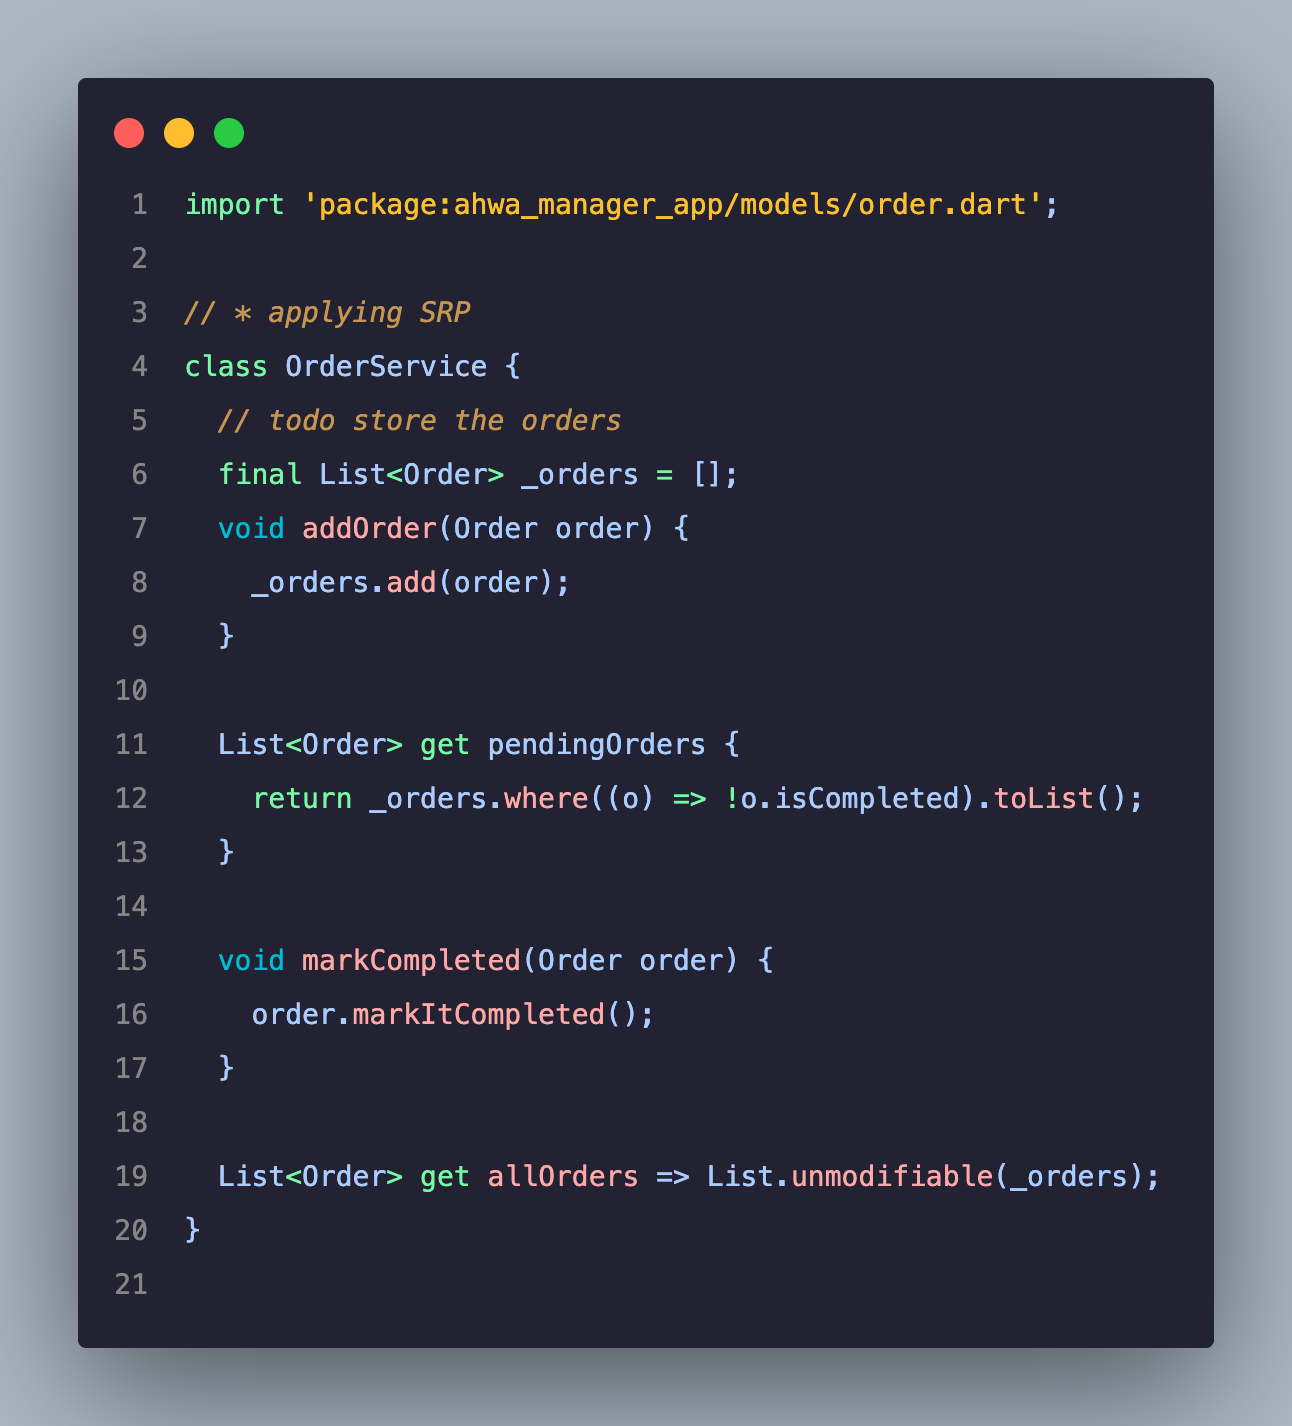 1 import 'package:ahwa_manager_app/models/order.dart';
2
3 // * applying SRP
4 class OrderService {
5   // todo store the orders
6   final List<Order> _orders = [];
7   void addOrder(Order order) {
8     _orders.add(order);
9   }
10
11   List<Order> get pendingOrders {
12     return _orders.where((o) => !o.isCompleted).toList();
13   }
14
15   void markCompleted(Order order) {
16     order.markItCompleted();
17   }
18
19   List<Order> get allOrders => List.unmodifiable(_orders);
20 }
21